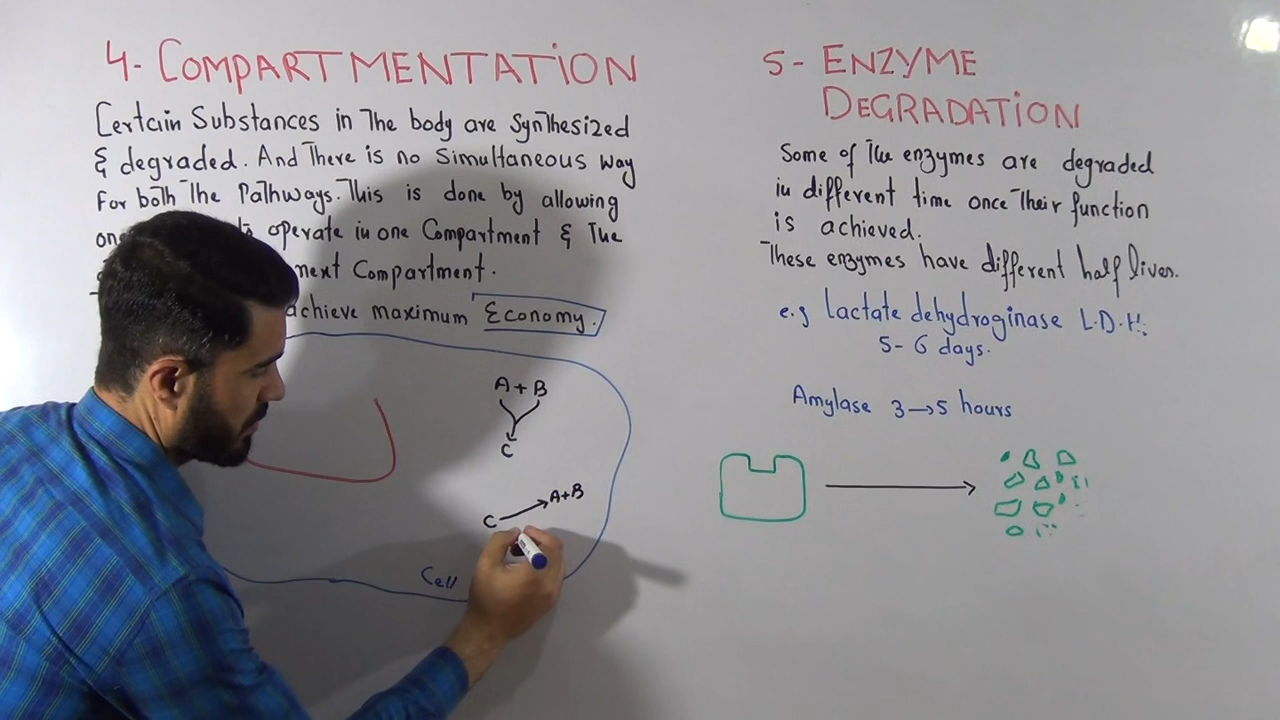 4- COMPARTMENTATION
Certain Substances in The body are Synthesized
& degraded. And There is no Simultaneous way
For both The Pathways. This is done by allowing
operate in one Compartment & The
next Compartment.
achieve maximum Economy.
A + B
C
C → A+B
Cell
5- ENZYME
DEGRADATION
Some of The enzymes are degraded
in different time once Their function
is achieved.
These enzymes have different half lives.
e.g Lactate dehydroginase L.D.H.
5- 6 days.
Amylase 3→5 hours